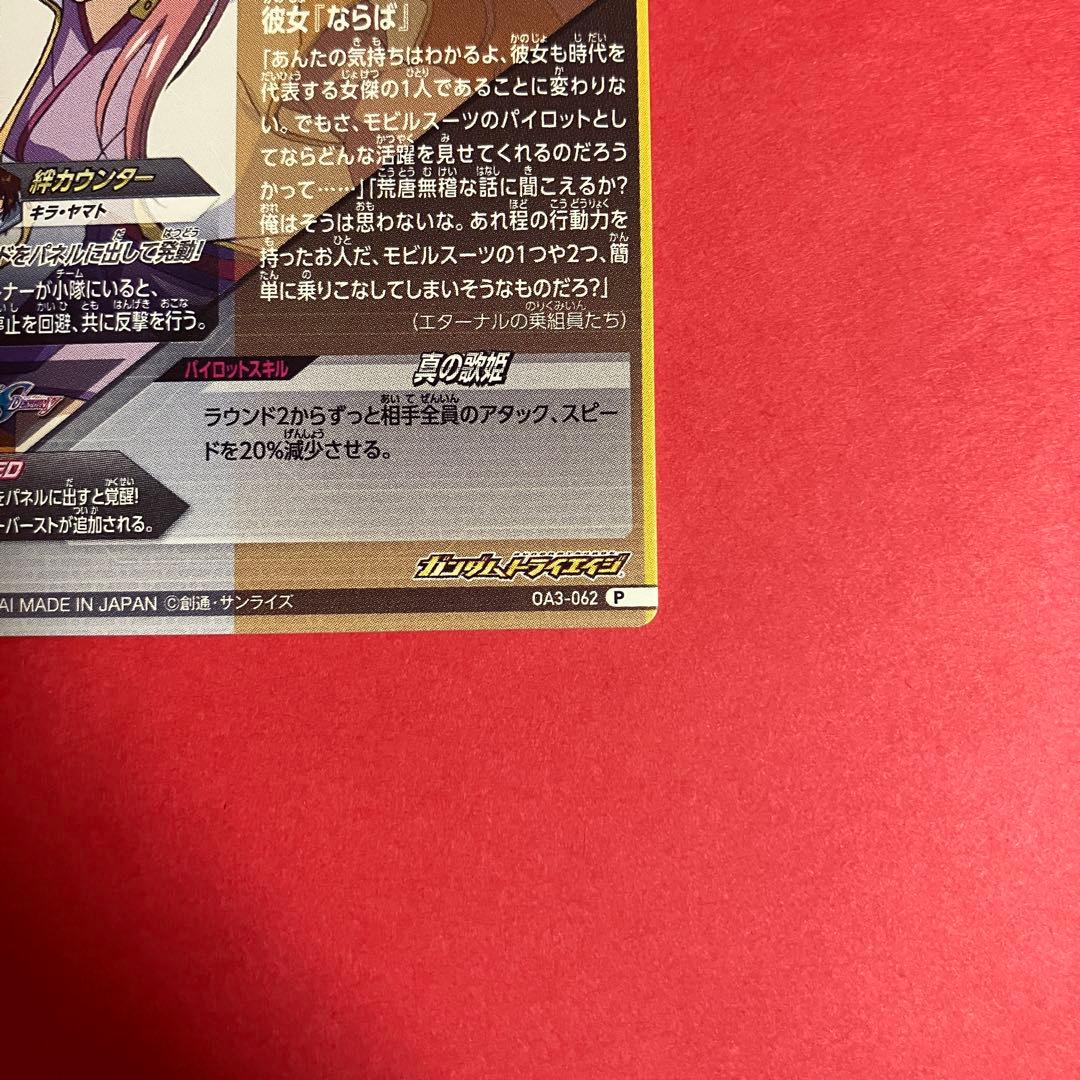 彼女『ならば』
「あんたの気持ちはわかるよ、彼女も時代を
代表する女傑の1人であることに変わりな
い。でもさ、モビルスーツのパイロットとし
てならどんな活躍を見せてくれるのだろう
かって……」「荒唐無稽な話に聞こえるか?
俺はそうは思わないな。あれ程の行動力を
持ったお人だ、モビルスーツの1つや2つ、簡
単に乗りこなしてしまいそうなものだろ?」
(エターナルの乗組員たち)
絆カウンター
キラ・ヤマト
ドをパネルに出して発動!
ナーが小隊にいると、
停止を回避、共に反撃を行う。
パイロットスキル
真の歌姫
ラウンド2からずっと相手全員のアタック、スピー
ドを20%減少させる。
ED
をパネルに出すと覚醒!
ーバーストが追加される。
ガンダム トライエイジ
AI MADE IN JAPAN ©創通・サンライズ
OA3-062 P